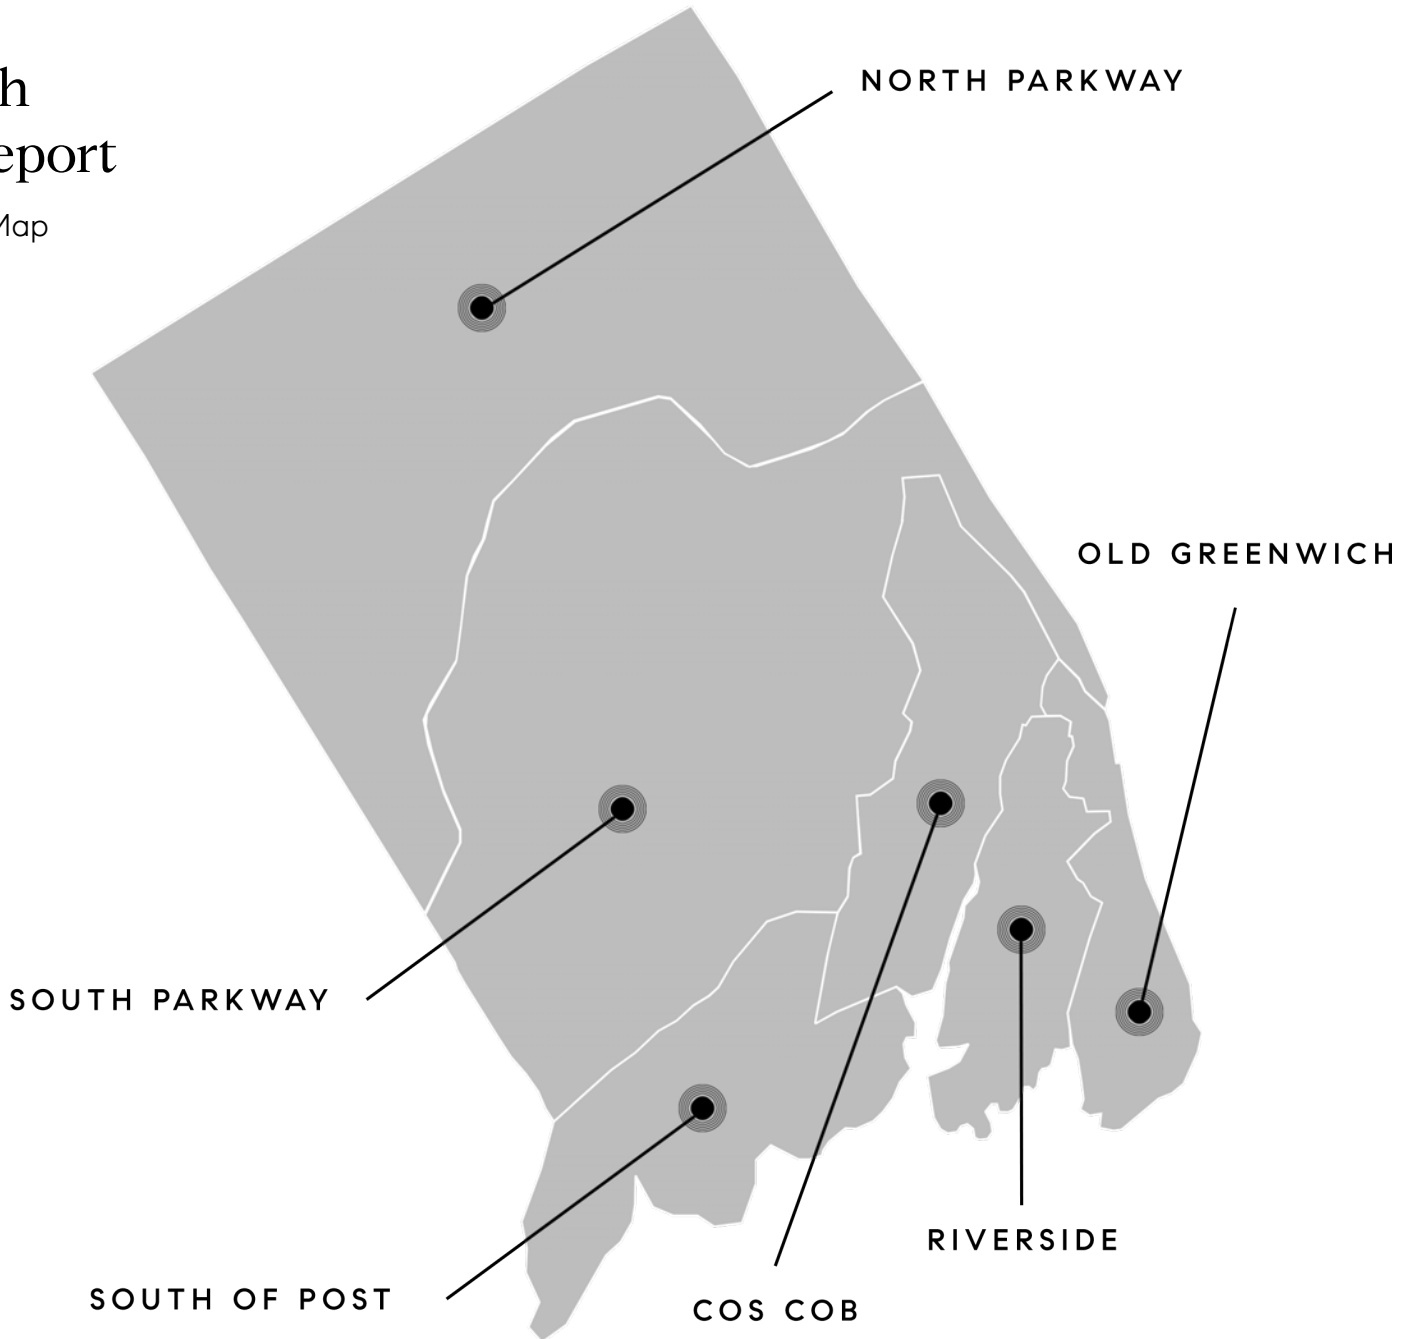 h
eport
Map
NORTH PARKWAY
OLD GREENWICH
SOUTH PARKWAY
RIVERSIDE
SOUTH OF POST
COS COB